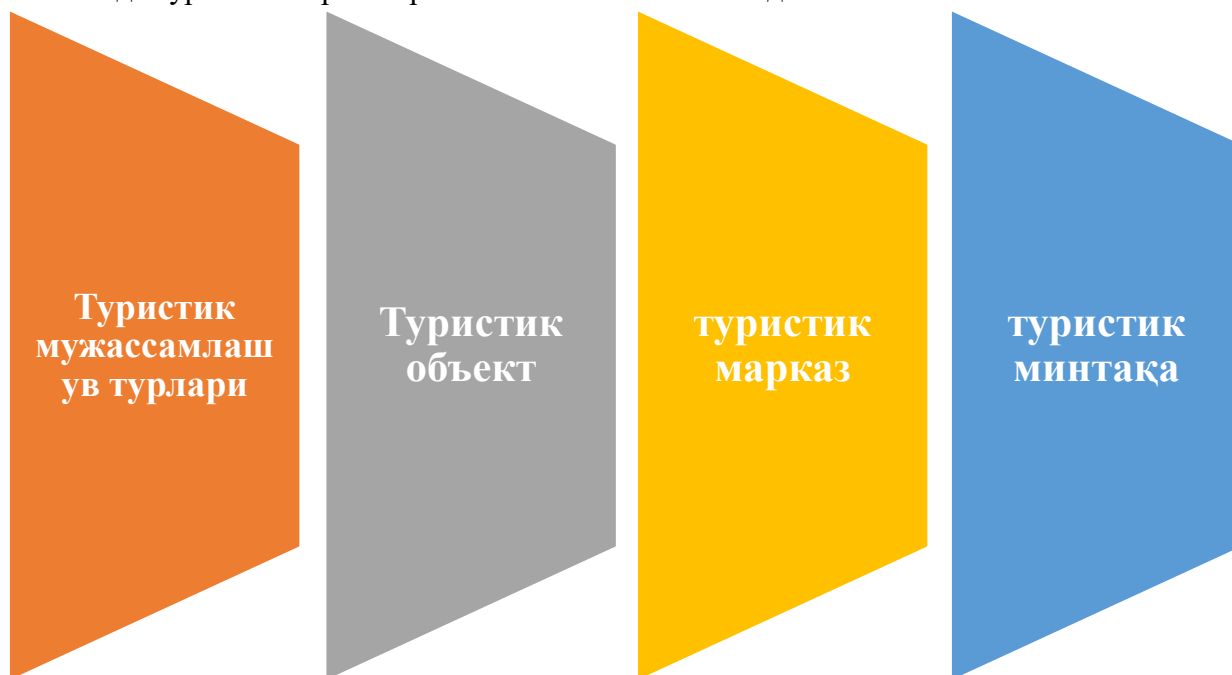 Туристик
мужассамлаш
ув турлари
Туристик
объект
туристик
марказ
туристик
минтақа